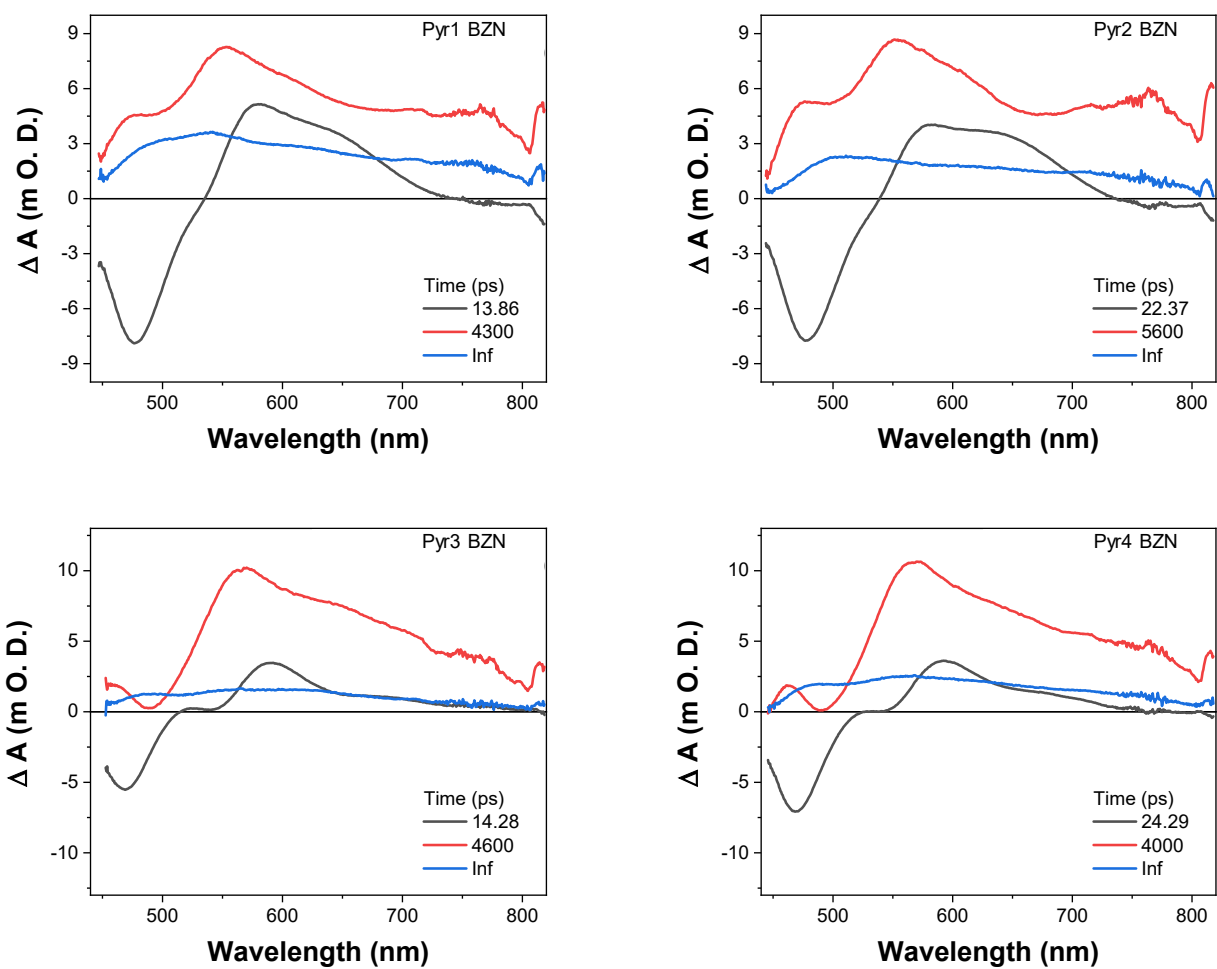 Pyr1 BZN
9
6
3
0
-3
-6
-9
Δ A (m O. D.)
Time (ps)
13.86
4300
Inf
500 600 700 800
Wavelength (nm)
Pyr2 BZN
9
6
3
0
-3
-6
-9
Δ A (m O. D.)
Time (ps)
22.37
5600
Inf
500 600 700 800
Wavelength (nm)
Pyr3 BZN
10
5
0
-5
-10
Δ A (m O. D.)
Time (ps)
14.28
4600
Inf
500 600 700 800
Wavelength (nm)
Pyr4 BZN
10
5
0
-5
-10
Δ A (m O. D.)
Time (ps)
24.29
4000
Inf
500 600 700 800
Wavelength (nm)